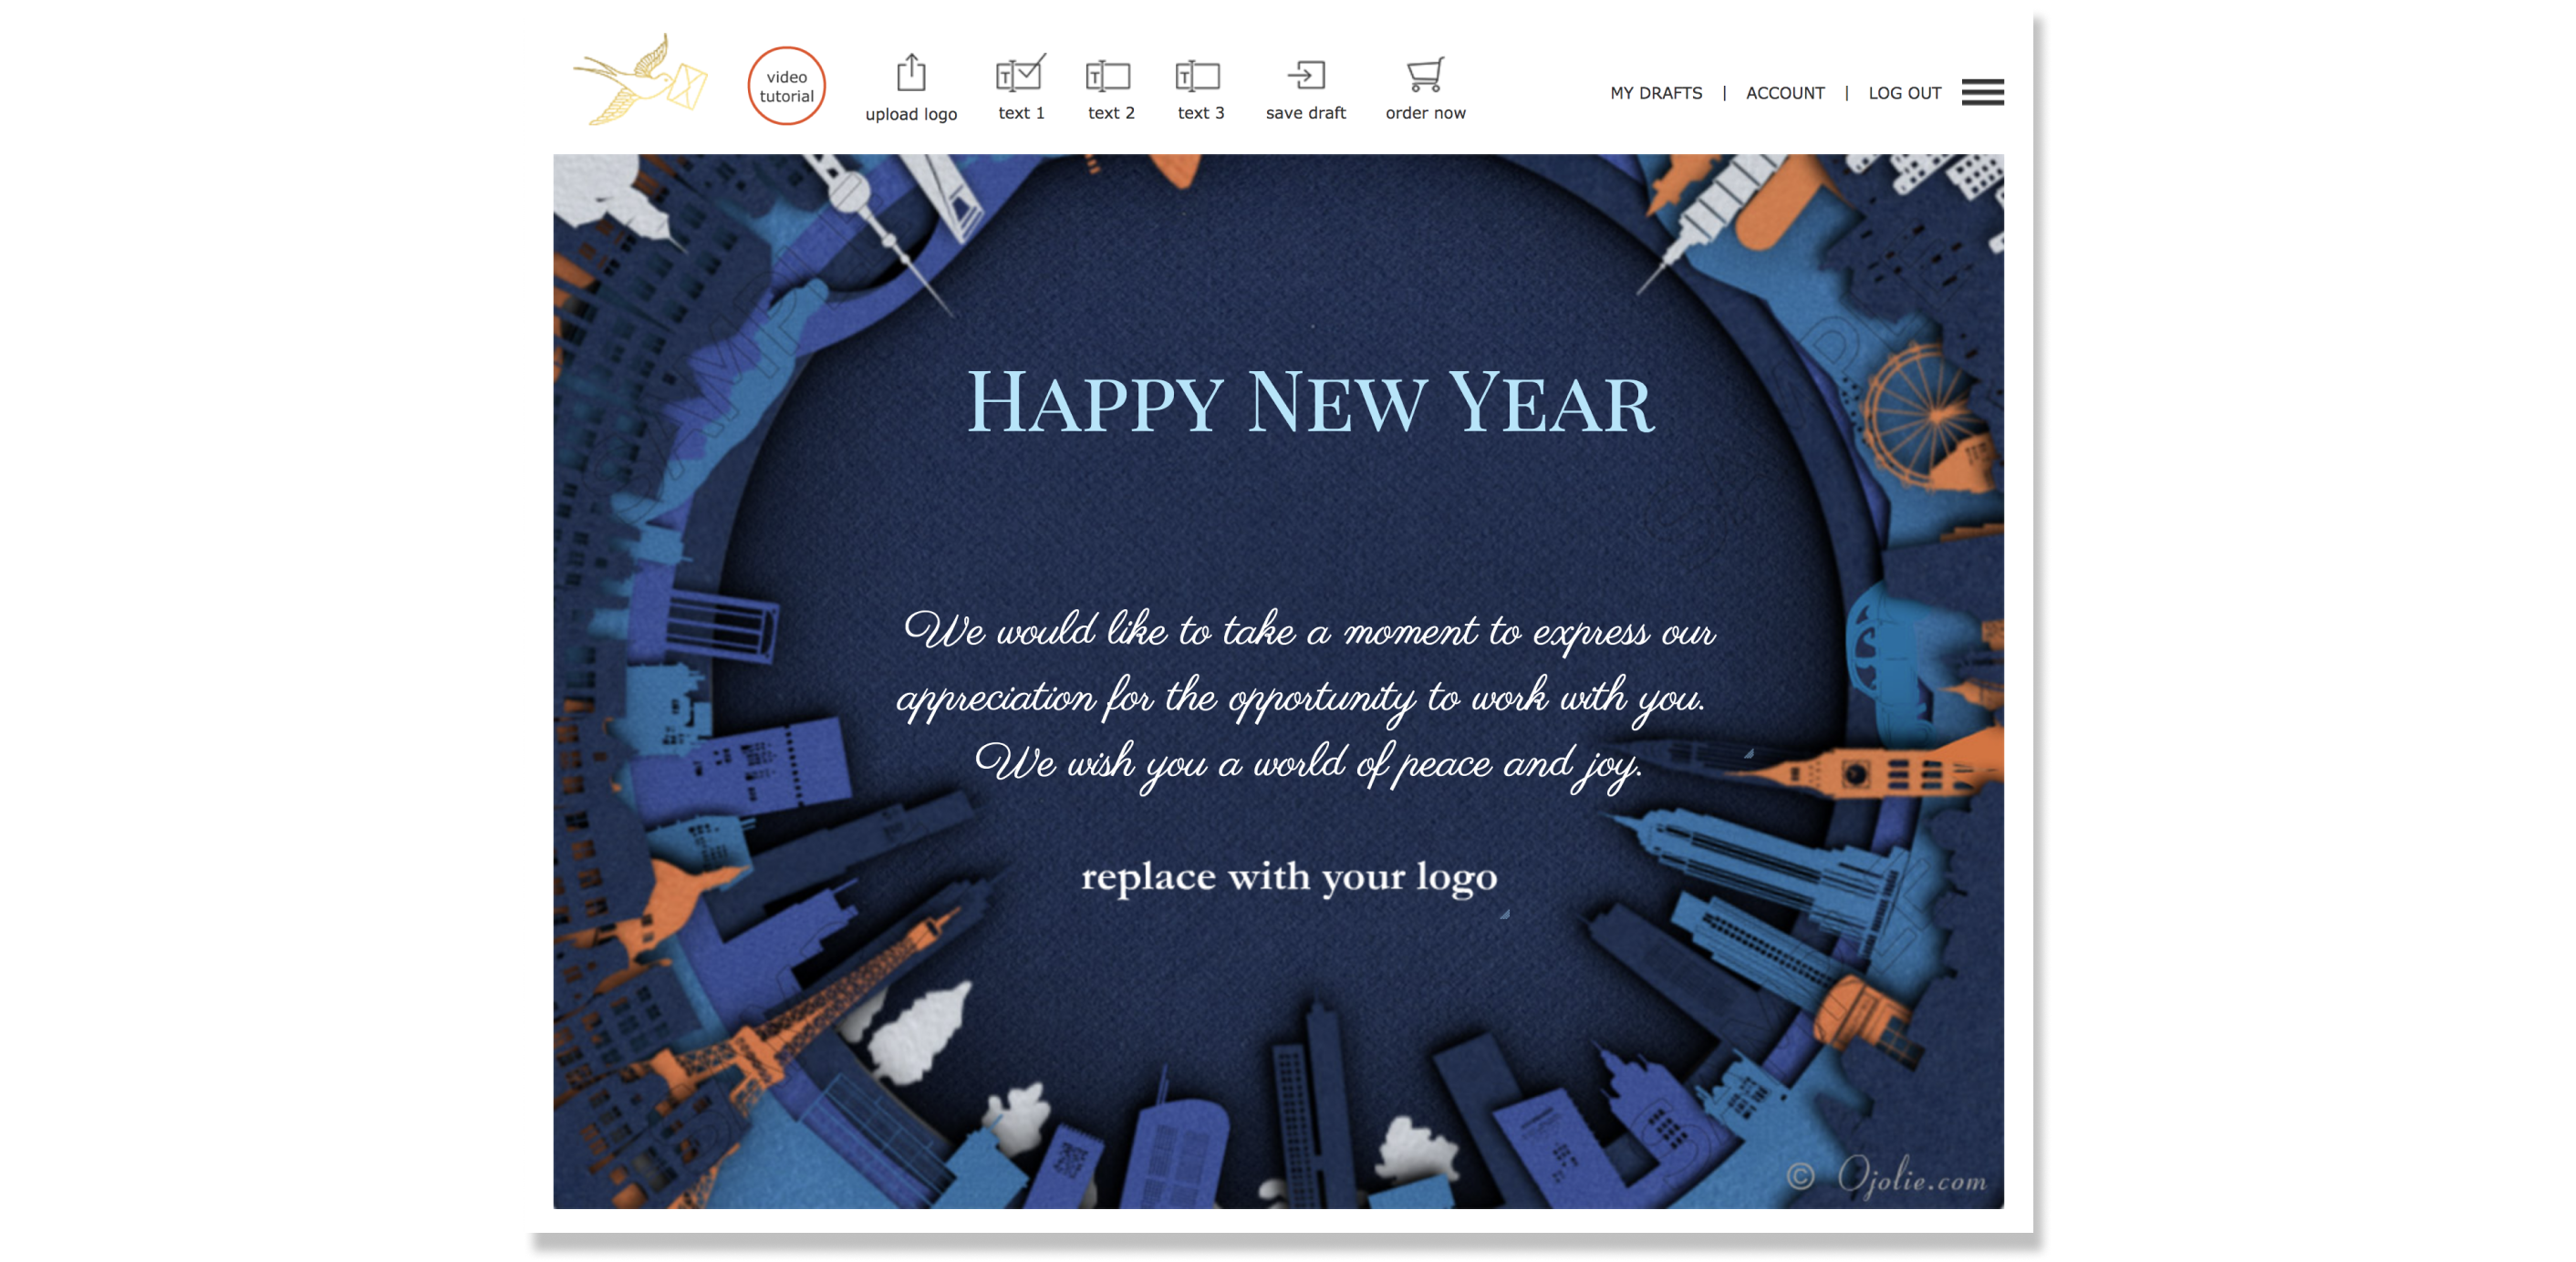 video
tutorial
upload logo
text 1
text 2
text 3
save draft
order now
MY DRAFTS | ACCOUNT | LOG OUT
Happy New Year
We would like to take a moment to express our
appreciation for the opportunity to work with you.
We wish you a world of peace and joy.
replace with your logo
© Ojolie.com